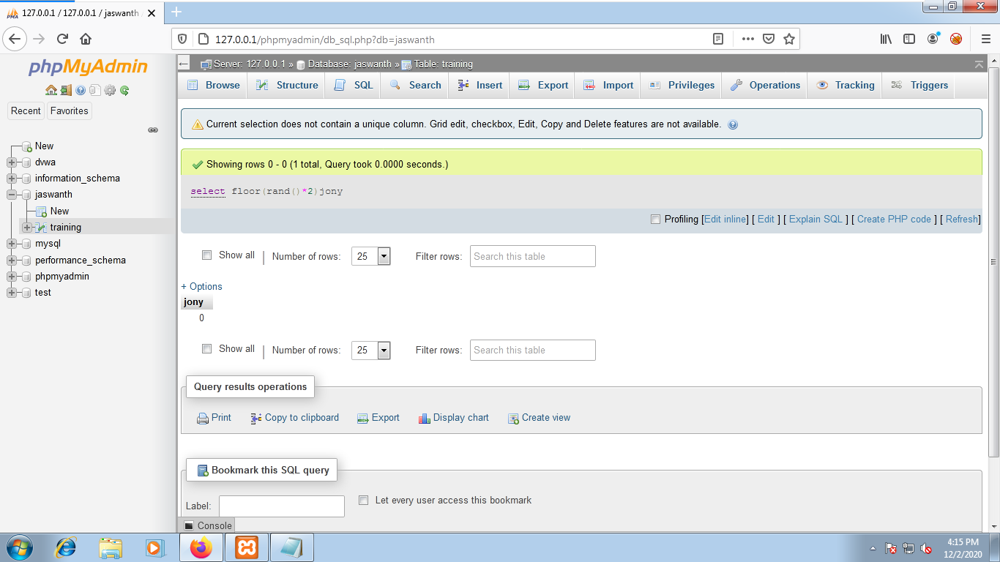 127.0.0.1 / 127.0.0.1 / jaswanth
127.0.0.1/phpmyadmin/db_sql.php?db=jaswanth
phpMyAdmin
Recent Favorites
New
dvwa
information_schema
jaswanth
New
training
mysql
performance_schema
phpmyadmin
test
Server: 127.0.0.1 » Database: jaswanth » Table: training
Browse Structure SQL Search Insert Export Import Privileges Operations Tracking Triggers
Current selection does not contain a unique column. Grid edit, checkbox, Edit, Copy and Delete features are not available.
Showing rows 0 - 0 (1 total, Query took 0.0000 seconds.)
select floor(rand()*2)jony
Profiling [Edit inline] [ Edit ] [ Explain SQL ] [ Create PHP code ] [ Refresh]
Show all | Number of rows: 25 Filter rows: Search this table
+ Options
jony
0
Show all | Number of rows: 25 Filter rows: Search this table
Query results operations
Print Copy to clipboard Export Display chart Create view
Bookmark this SQL query
Label: Let every user access this bookmark
Console
4:15 PM
12/2/2020